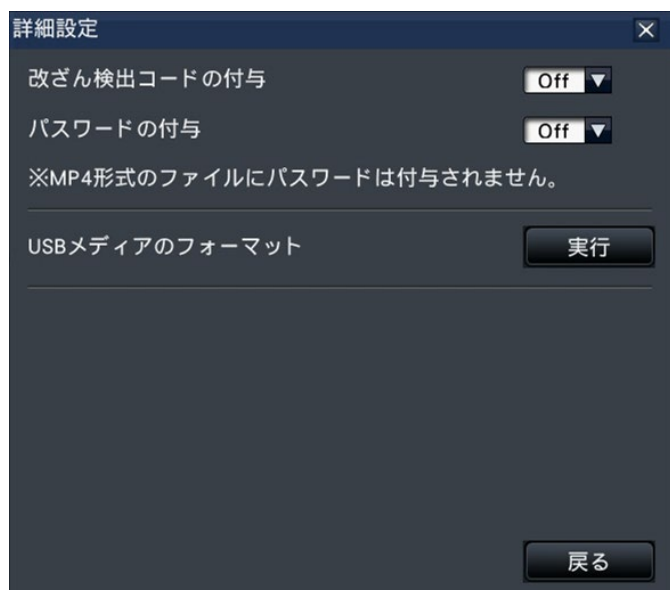 詳細設定
改ざん検出コードの付与 Off
パスワードの付与 Off
※MP4形式のファイルにパスワードは付与されません。
USBメディアのフォーマット 実行
戻る